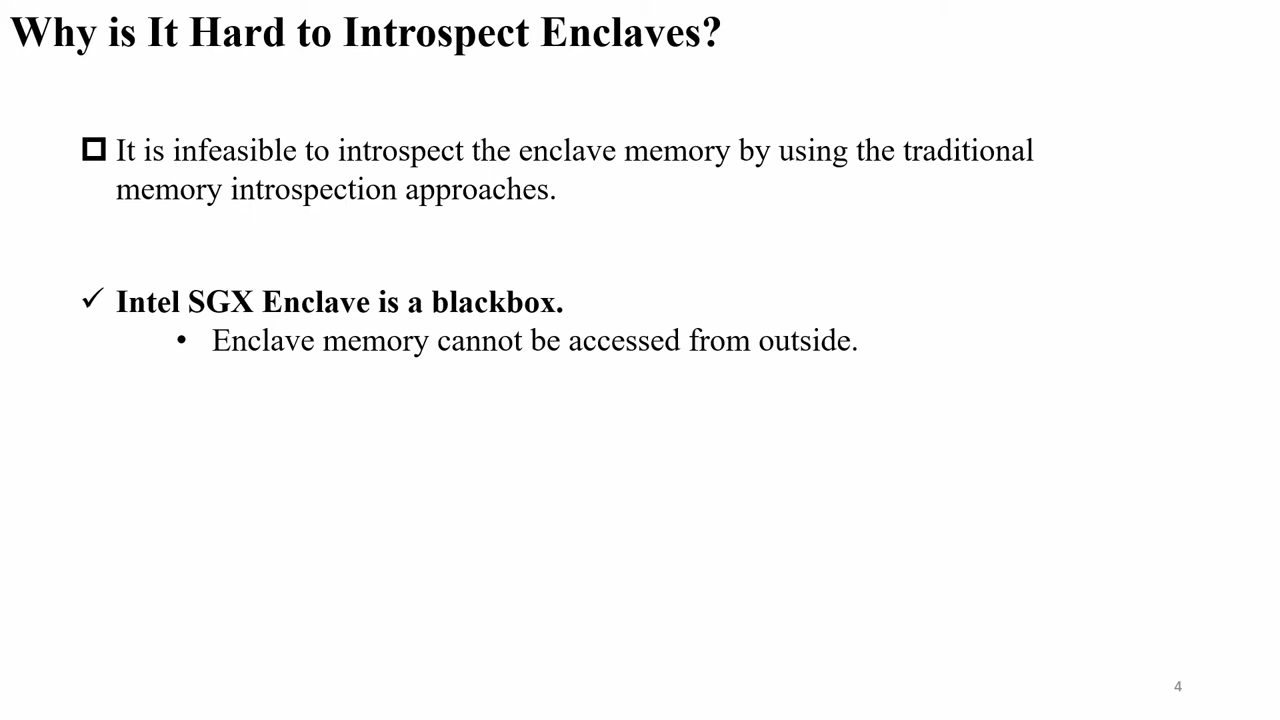 Why is It Hard to Introspect Enclaves?
It is infeasible to introspect the enclave memory by using the traditional
memory introspection approaches.
✓ Intel SGX Enclave is a blackbox.
• Enclave memory cannot be accessed from outside.
4